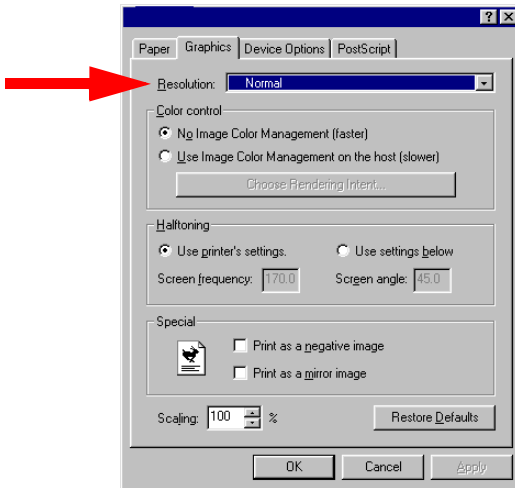 Paper Graphics Device Options PostScript
Resolution: Normal
Color control
No Image Color Management (faster)
Use Image Color Management on the host (slower)
Choose Rendering Intent...
Halftoning
Use printer's settings. Use settings below
Screen frequency: 170.0 Screen angle: 45.0
Special
Print as a negative image
Print as a mirror image
Scaling: 100 % Restore Defaults
OK Cancel Apply